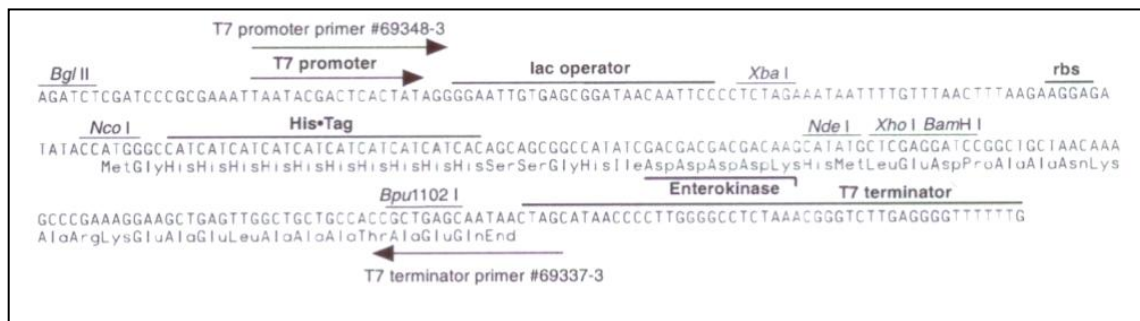 T7 promoter primer #69348-3
Bgl II T7 promoter lac operator Xba I rbs
AGATCTCGATCCCGCGAAATTAATACGACTCACTATAGGGGAATTGTGAGCGGATAACAATTCCCCTCTAGAAATAATTTTGTTTAACTTTAAGAAGGAGA
Nco I His•Tag Nde I Xho I BamH I
TATACCATGGGCCATCATCATCATCATCATCATCATCATCACAGCAGCGGCCATATCGACGACGACGACAAGCATATGCTCGAGGATCCGGCTGCTAACAAA
MetGlyHisHisHisHisHisHisHisHisHisHisSerSerGlyHisIleAspAspAspAspLysHisMetLeuGluAspProAlaAlaAsnLys
Bpu1102 I Enterokinase T7 terminator
GCCCGAAAGGAAGCTGAGTTGGCTGCTGCCACCGCTGAGCAATAACTAGCATAACCCCTTGGGGCCTCTAAACGGGTCTTGAGGGGTTTTTTG
AlaArgLysGluAlaGluLeuAlaAlaAlaThrAlaGluGlnEnd
T7 terminator primer #69337-3